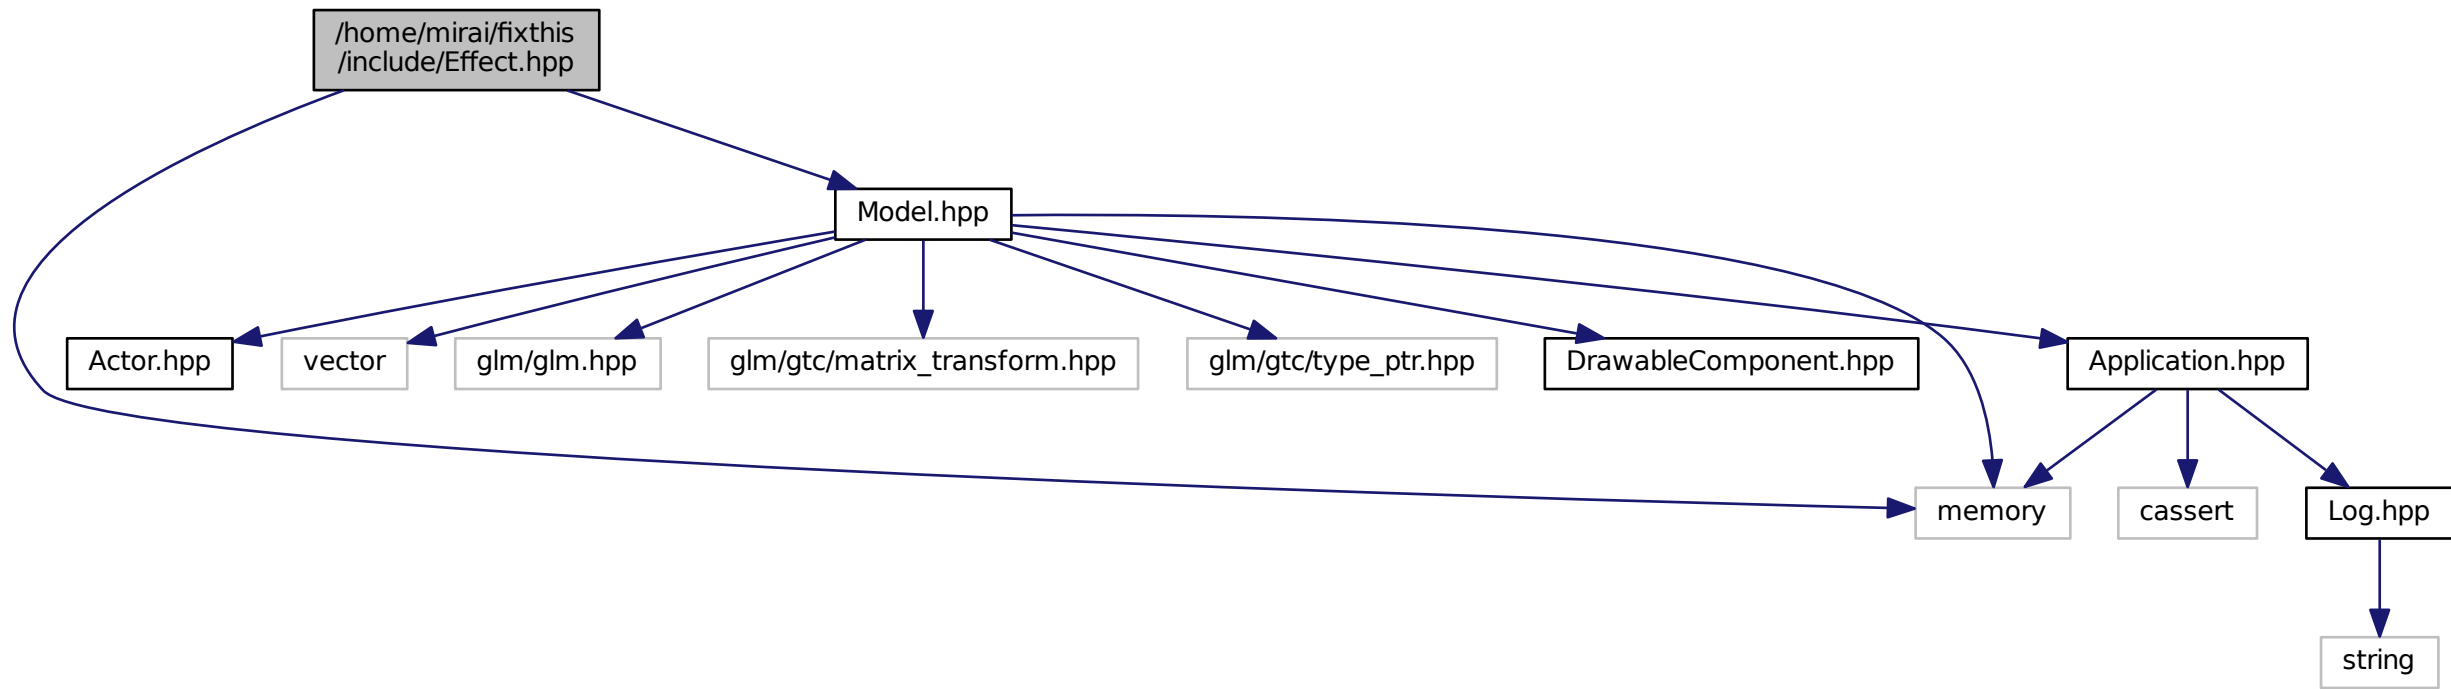 /home/mirai/fixthis
/include/Effect.hpp
Model.hpp
Actor.hpp
vector
glm/glm.hpp
glm/gtc/matrix_transform.hpp
glm/gtc/type_ptr.hpp
DrawableComponent.hpp
Application.hpp
memory
cassert
Log.hpp
string